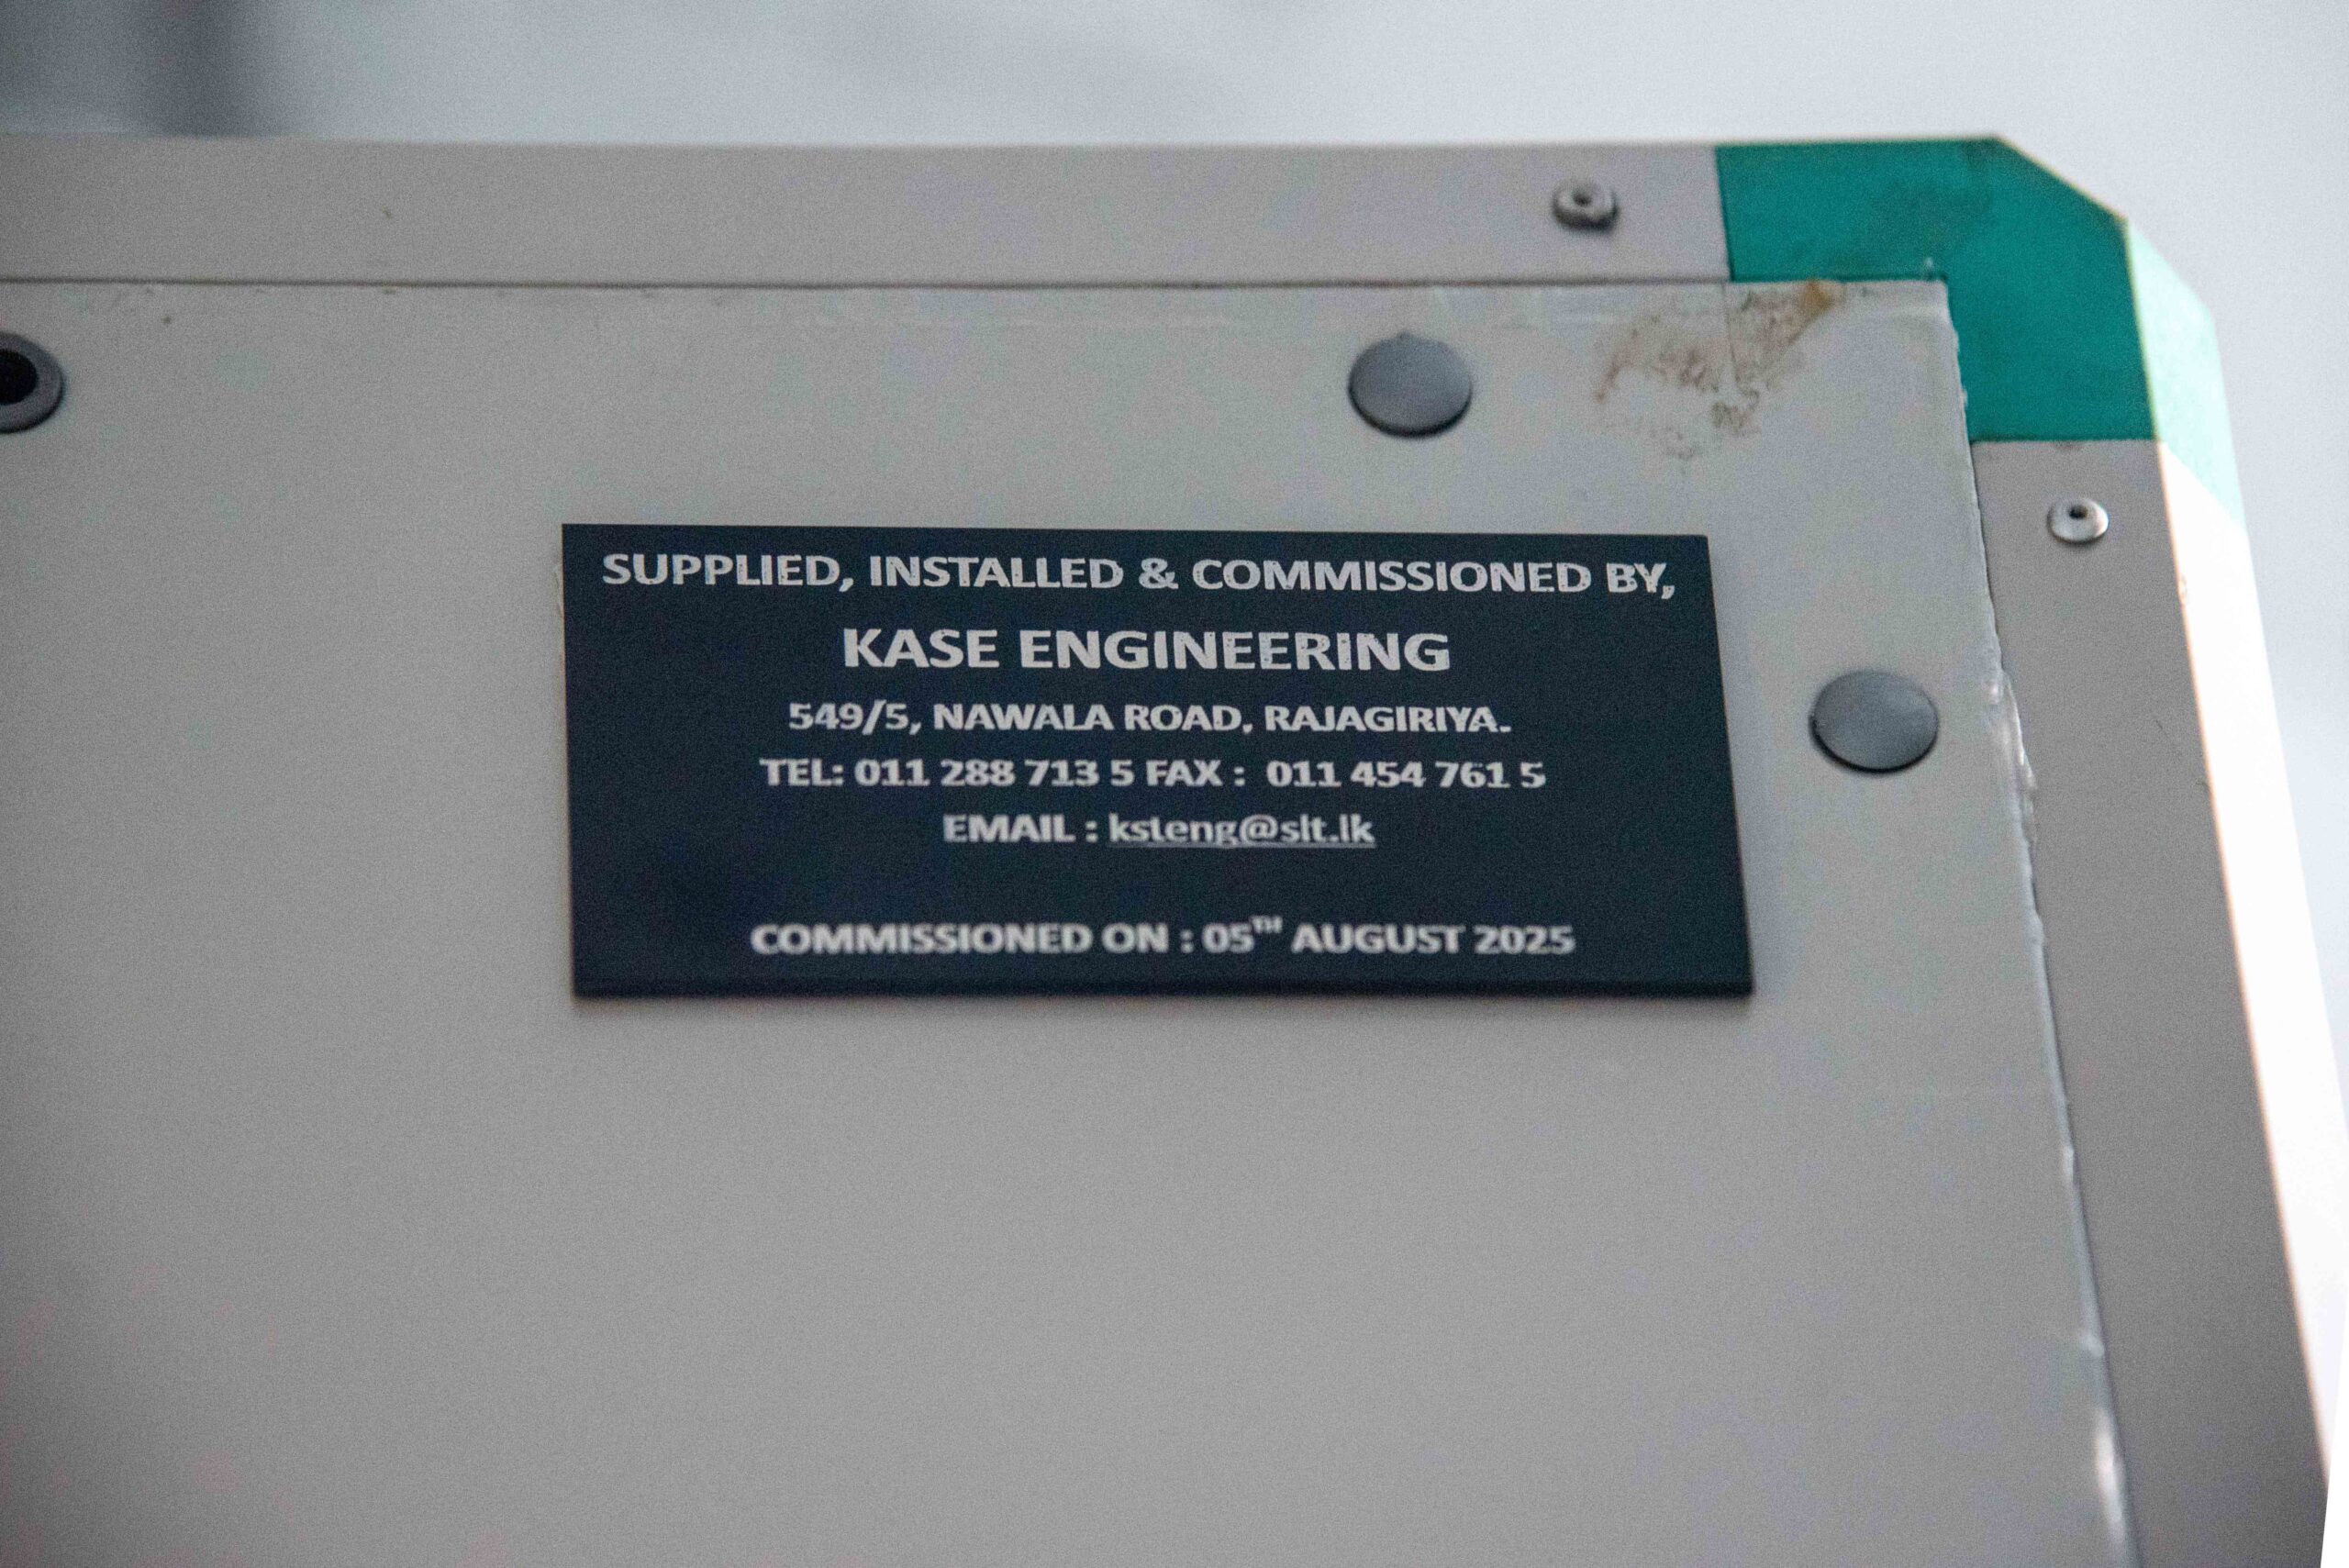 SUPPLIED, INSTALLED & COMMISSIONED BY,
KASE ENGINEERING
549/5, NAWALA ROAD, RAJAGIRIYA.
TEL: 011 288 713 5 FAX : 011 454 761 5
EMAIL : ksleng@slt.lk
COMMISSIONED ON : 05TH AUGUST 2025